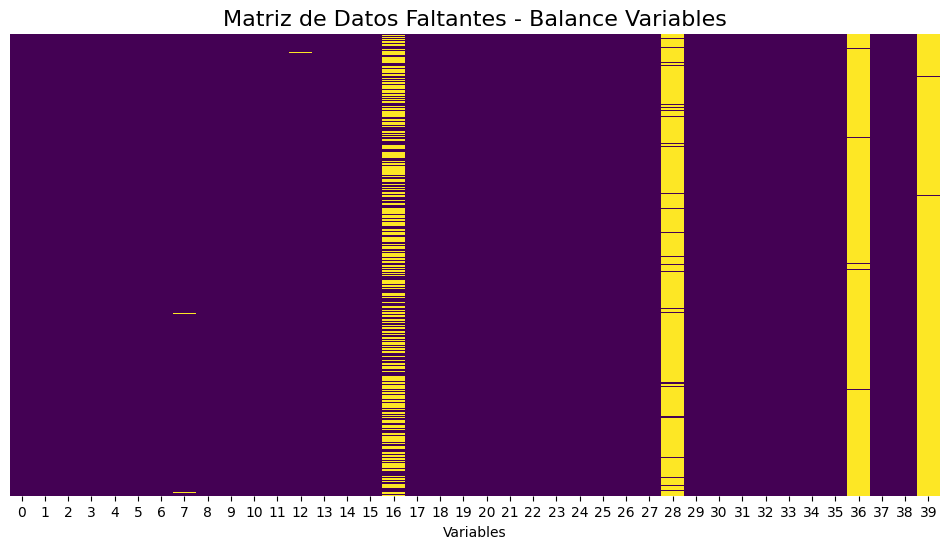 Matriz de Datos Faltantes - Balance Variables
0 1 2 3 4 5 6 7 8 9 10 11 12 13 14 15 16 17 18 19 20 21 22 23 24 25 26 27 28 29 30 31 32 33 34 35 36 37 38 39
Variables